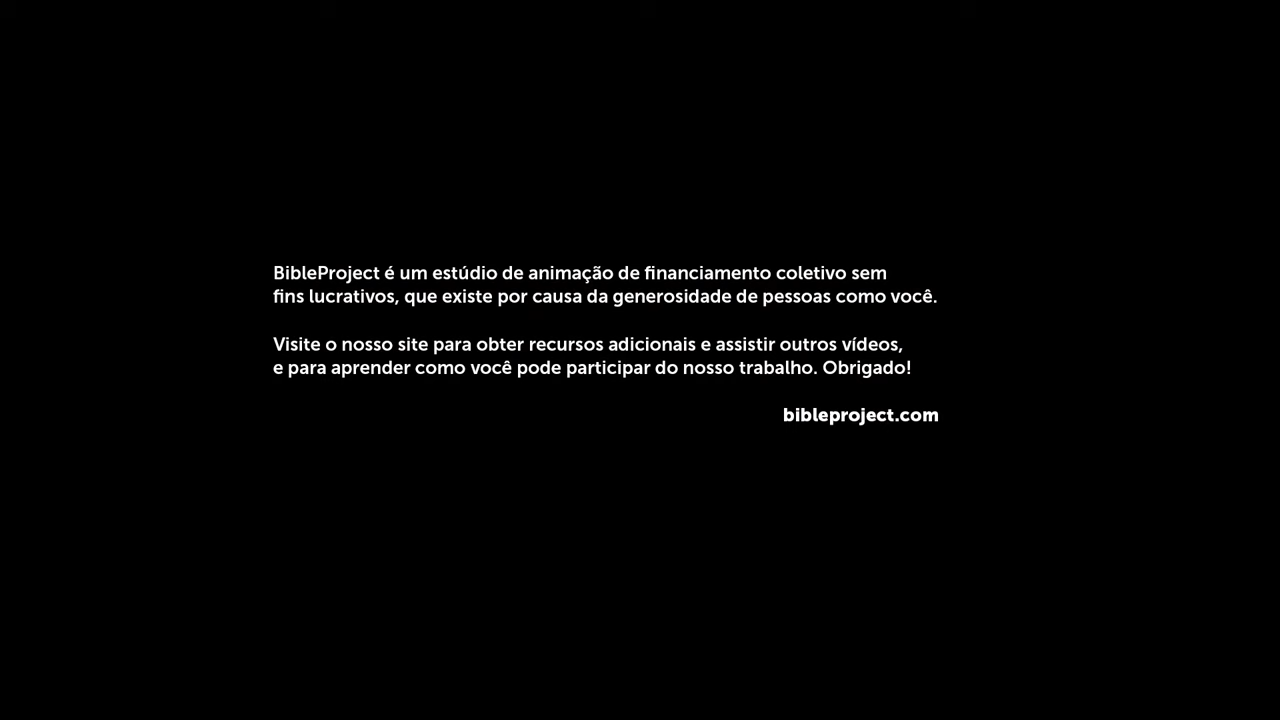 BibleProject é um estúdio de animação de financiamento coletivo sem
fins lucrativos, que existe por causa da generosidade de pessoas como você.
Visite o nosso site para obter recursos adicionais e assistir outros vídeos,
e para aprender como você pode participar do nosso trabalho. Obrigado!
bibleproject.com